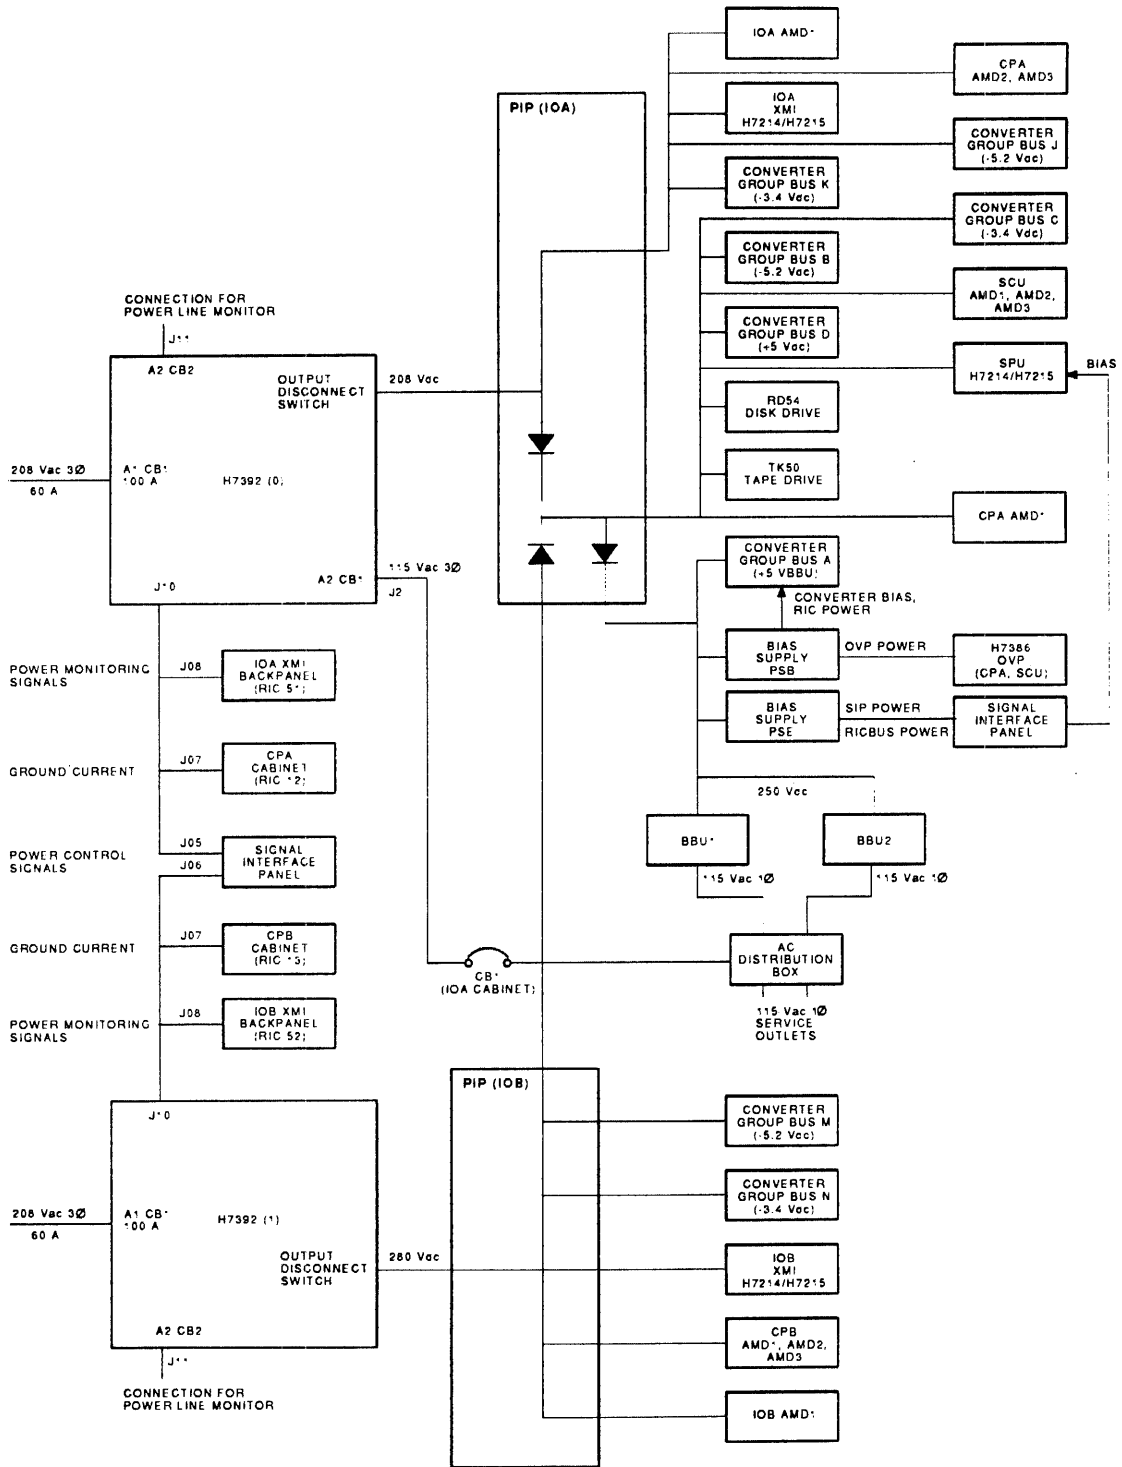 IOA AMD1
CPA
AMD2, AMD3
PIP (IOA)
IOA
XMI
H7214/H7215
CONVERTER
GROUP BUS J
(-5.2 Vdc)
CONVERTER
GROUP BUS K
(-3.4 Vdc)
CONVERTER
GROUP BUS C
(-3.4 Vdc)
CONVERTER
GROUP BUS B
(-5.2 Vdc)
SCU
AMD1, AMD2,
AMD3
CONNECTION FOR
POWER LINE MONITOR
J11
CONVERTER
GROUP BUS D
(+5 Vdc)
SPU
H7214/H7215
BIAS
A2 CB2
OUTPUT
DISCONNECT
SWITCH
208 Vdc
RD54
DISK DRIVE
208 Vac 3Ø
60 A
A1 CB1
100 A
H7392 (0)
TK50
TAPE DRIVE
CPA AMD1
115 Vac 3Ø
J2
A2 CB1
J10
CONVERTER
GROUP BUS A
(+5 VBBU)
CONVERTER BIAS,
RIC POWER
POWER MONITORING
SIGNALS
J08
IOA XMI
BACKPANEL
(RIC 51)
BIAS
SUPPLY
PSB
OVP POWER
H7386
OVP
(CPA, SCU)
BIAS
SUPPLY
PSE
SIP POWER
RICBUS POWER
SIGNAL
INTERFACE
PANEL
GROUND CURRENT
J07
CPA
CABINET
(RIC 12)
250 Vdc
POWER CONTROL
SIGNALS
J05
J06
SIGNAL
INTERFACE
PANEL
BBU1
BBU2
115 Vac 1Ø
115 Vac 1Ø
GROUND CURRENT
J07
CPB
CABINET
(RIC 13)
CB1
(IOA CABINET)
AC
DISTRIBUTION
BOX
POWER MONITORING
SIGNALS
J08
IOB XMI
BACKPANEL
(RIC 52)
115 Vac 1Ø
SERVICE
OUTLETS
PIP (IOB)
J10
CONVERTER
GROUP BUS M
(-5.2 Vdc)
CONVERTER
GROUP BUS N
(-3.4 Vdc)
208 Vac 3Ø
60 A
A1 CB1
100 A
H7392 (1)
OUTPUT
DISCONNECT
SWITCH
280 Vdc
IOB
XMI
H7214/H7215
A2 CB2
CPB
AMD1, AMD2,
AMD3
J11
CONNECTION FOR
POWER LINE MONITOR
IOB AMD1